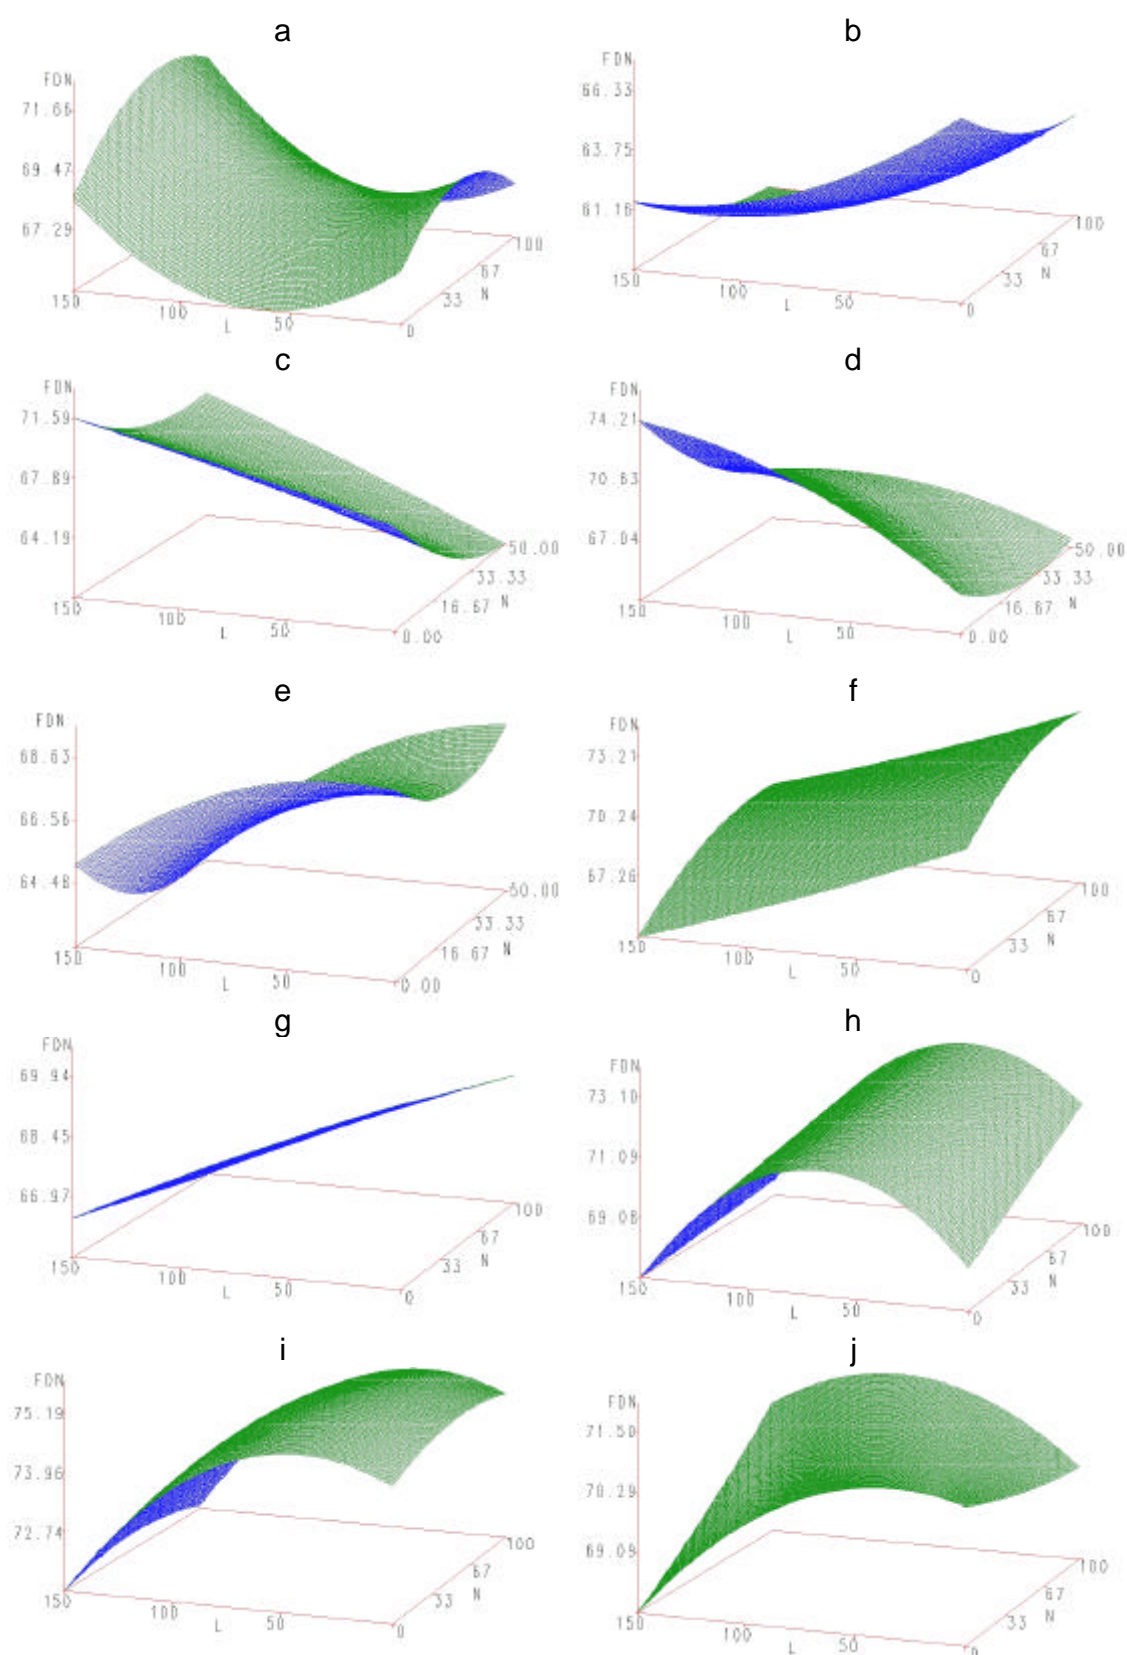 a
FDN
71.66
69.47
67.29
150
100
L
50
0
33
N
67
100
b
FDN
66.33
63.75
61.16
150
100
L
50
0
33
N
67
100
c
FDN
71.59
67.89
64.19
150
100
L
50
0.00
16.67
N
33.33
50.00
d
FDN
74.21
70.63
67.04
150
100
L
50
0.00
16.67
N
33.33
50.00
e
FDN
68.63
66.56
64.48
150
100
L
50
0.00
16.67
N
33.33
50.00
f
FDN
73.21
70.24
67.26
150
100
L
50
0
33
N
67
100
g
FDN
69.94
68.45
66.97
150
100
L
50
0
33
N
67
100
h
FDN
73.10
71.09
69.08
150
100
L
50
0
33
N
67
100
i
FDN
75.19
73.96
72.74
150
100
L
50
0
33
N
67
100
j
FDN
71.50
70.29
69.09
150
100
L
50
0
33
N
67
100